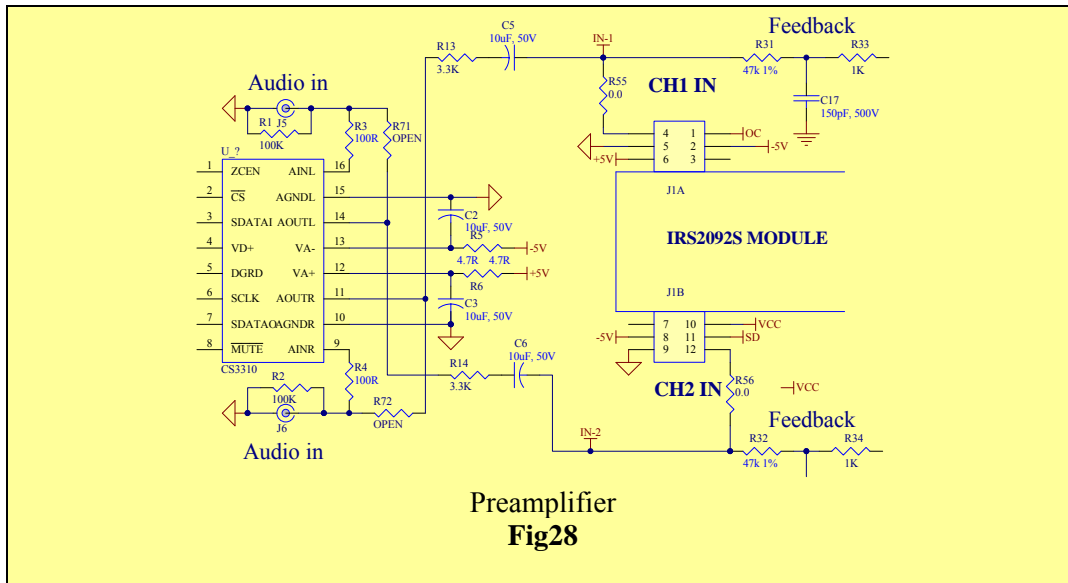 C5
10uF, 50V
R13
3.3K
IN-1
Feedback
R31
47k 1%
R33
1K
C17
150pF, 500V
R55
0.0
CH1 IN
Audio in
J5
R1
100K
R3
100R
R71
OPEN
4 1 OC
5 2 -5V
+5V 6 3
J1A
IRS2092S MODULE
J1B
7 10 VCC
-5V 8 11 SD
9 12
U_?
1 ZCEN AINL 16
2 CS AGNDL 15
3 SDATAI AOUTL 14
4 VD+ VA- 13
5 DGRD VA+ 12
6 SCLK AOUTR 11
7 SDATAO AGNDR 10
8 MUTE AINR 9
CS3310
C2
10uF, 50V
R5
4.7R 4.7R
-5V
+5V
R6
C3
10uF, 50V
C6
10uF, 50V
R14
3.3K
R4
100R
R2
100K
J6
R72
OPEN
Audio in
CH2 IN
R56
0.0
VCC
Feedback
IN-2
R32
47k 1%
R34
1K
Preamplifier
Fig28